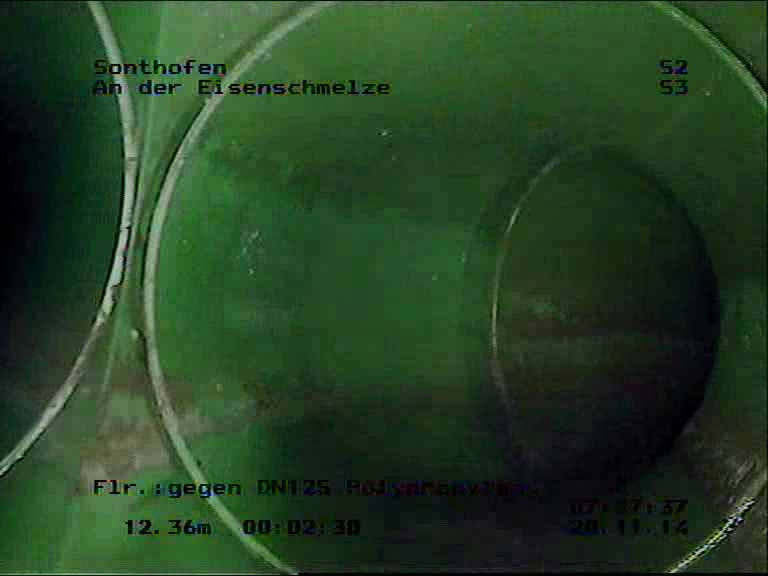 Sonthofen S2
An der Eisenschmelze S3
Flr.:gegen DN125 Polypropylen
07:27:37
12.36m 00:02:30 20.11.14